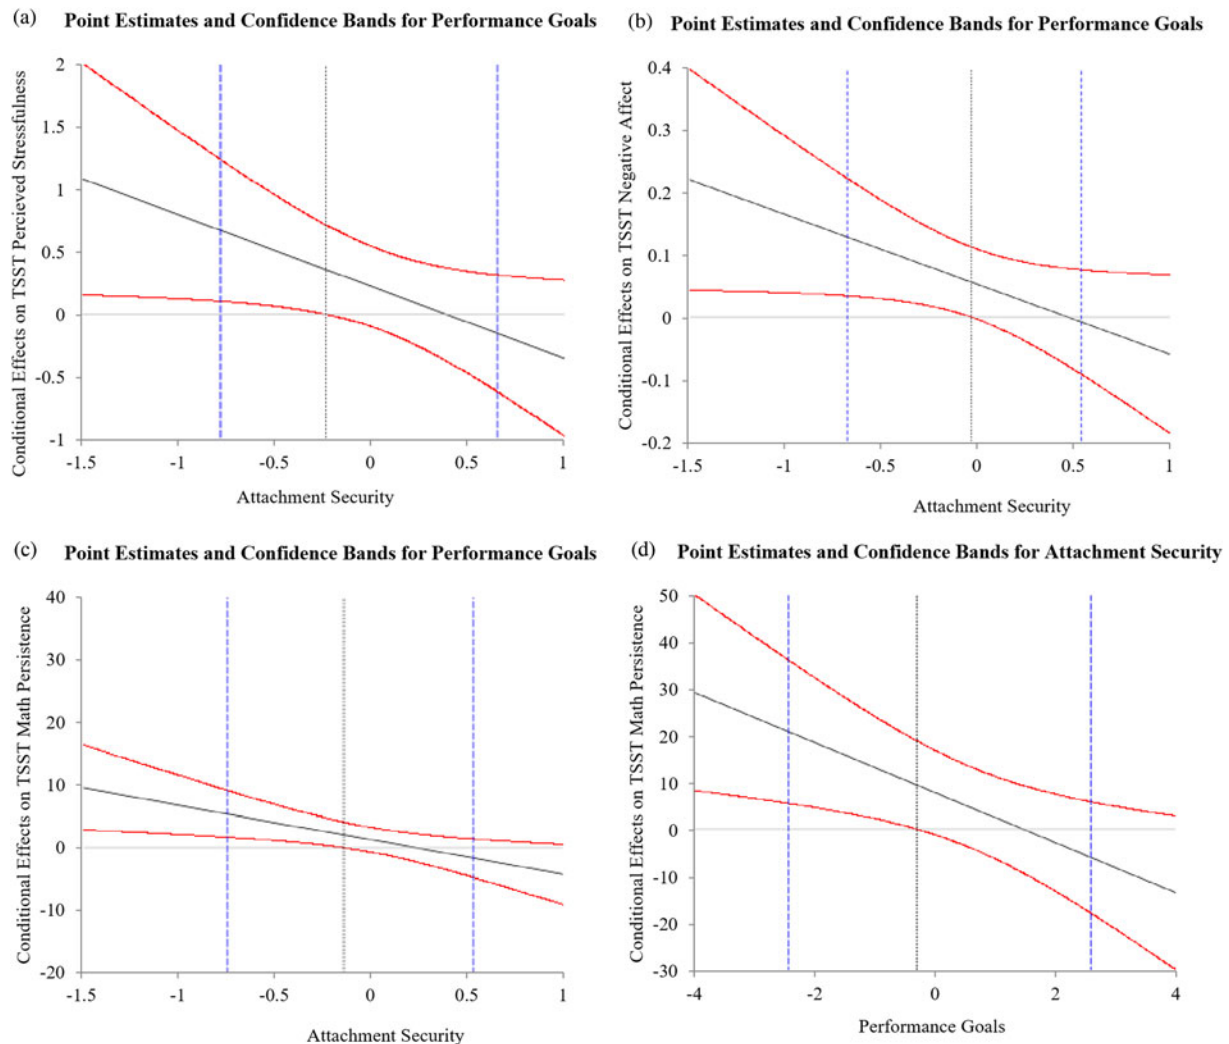 (a) Point Estimates and Confidence Bands for Performance Goals
Conditional Effects on TSST Percieved Stressfulness
2
1.5
1
0.5
0
-0.5
-1
-1.5 -1 -0.5 0 0.5 1
Attachment Security
(b) Point Estimates and Confidence Bands for Performance Goals
Conditional Effects on TSST Negative Affect
0.4
0.3
0.2
0.1
0
-0.1
-0.2
-1.5 -1 -0.5 0 0.5 1
Attachment Security
(c) Point Estimates and Confidence Bands for Performance Goals
Conditional Effects on TSST Math Persistence
40
30
20
10
0
-10
-20
-1.5 -1 -0.5 0 0.5 1
Attachment Security
(d) Point Estimates and Confidence Bands for Attachment Security
Conditional Effects on TSST Math Persistence
50
40
30
20
10
0
-10
-20
-30
-4 -2 0 2 4
Performance Goals